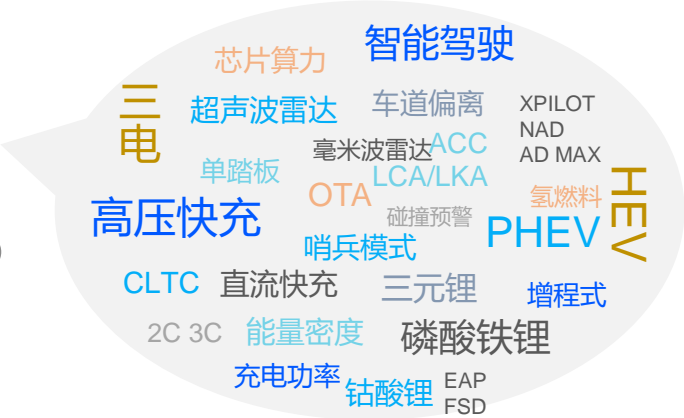 智能驾驶
芯片算力
三电
超声波雷达
车道偏离
XPILOT
NAD
AD MAX
毫米波雷达
ACC
单踏板
LCA/LKA
OTA
氢燃料
HEV
高压快充
碰撞预警
PHEV
哨兵模式
CLTC
直流快充
三元锂
增程式
2C 3C
能量密度
磷酸铁锂
充电功率
钴酸锂
EAP
FSD